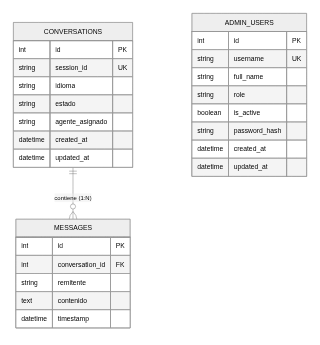 CONVERSATIONS
int id PK
string session_id UK
string idioma
string estado
string agente_asignado
datetime created_at
datetime updated_at
contiene (1:N)
MESSAGES
int id PK
int conversation_id FK
string remitente
text contenido
datetime timestamp
ADMIN_USERS
int id PK
string username UK
string full_name
string role
boolean is_active
string password_hash
datetime created_at
datetime updated_at